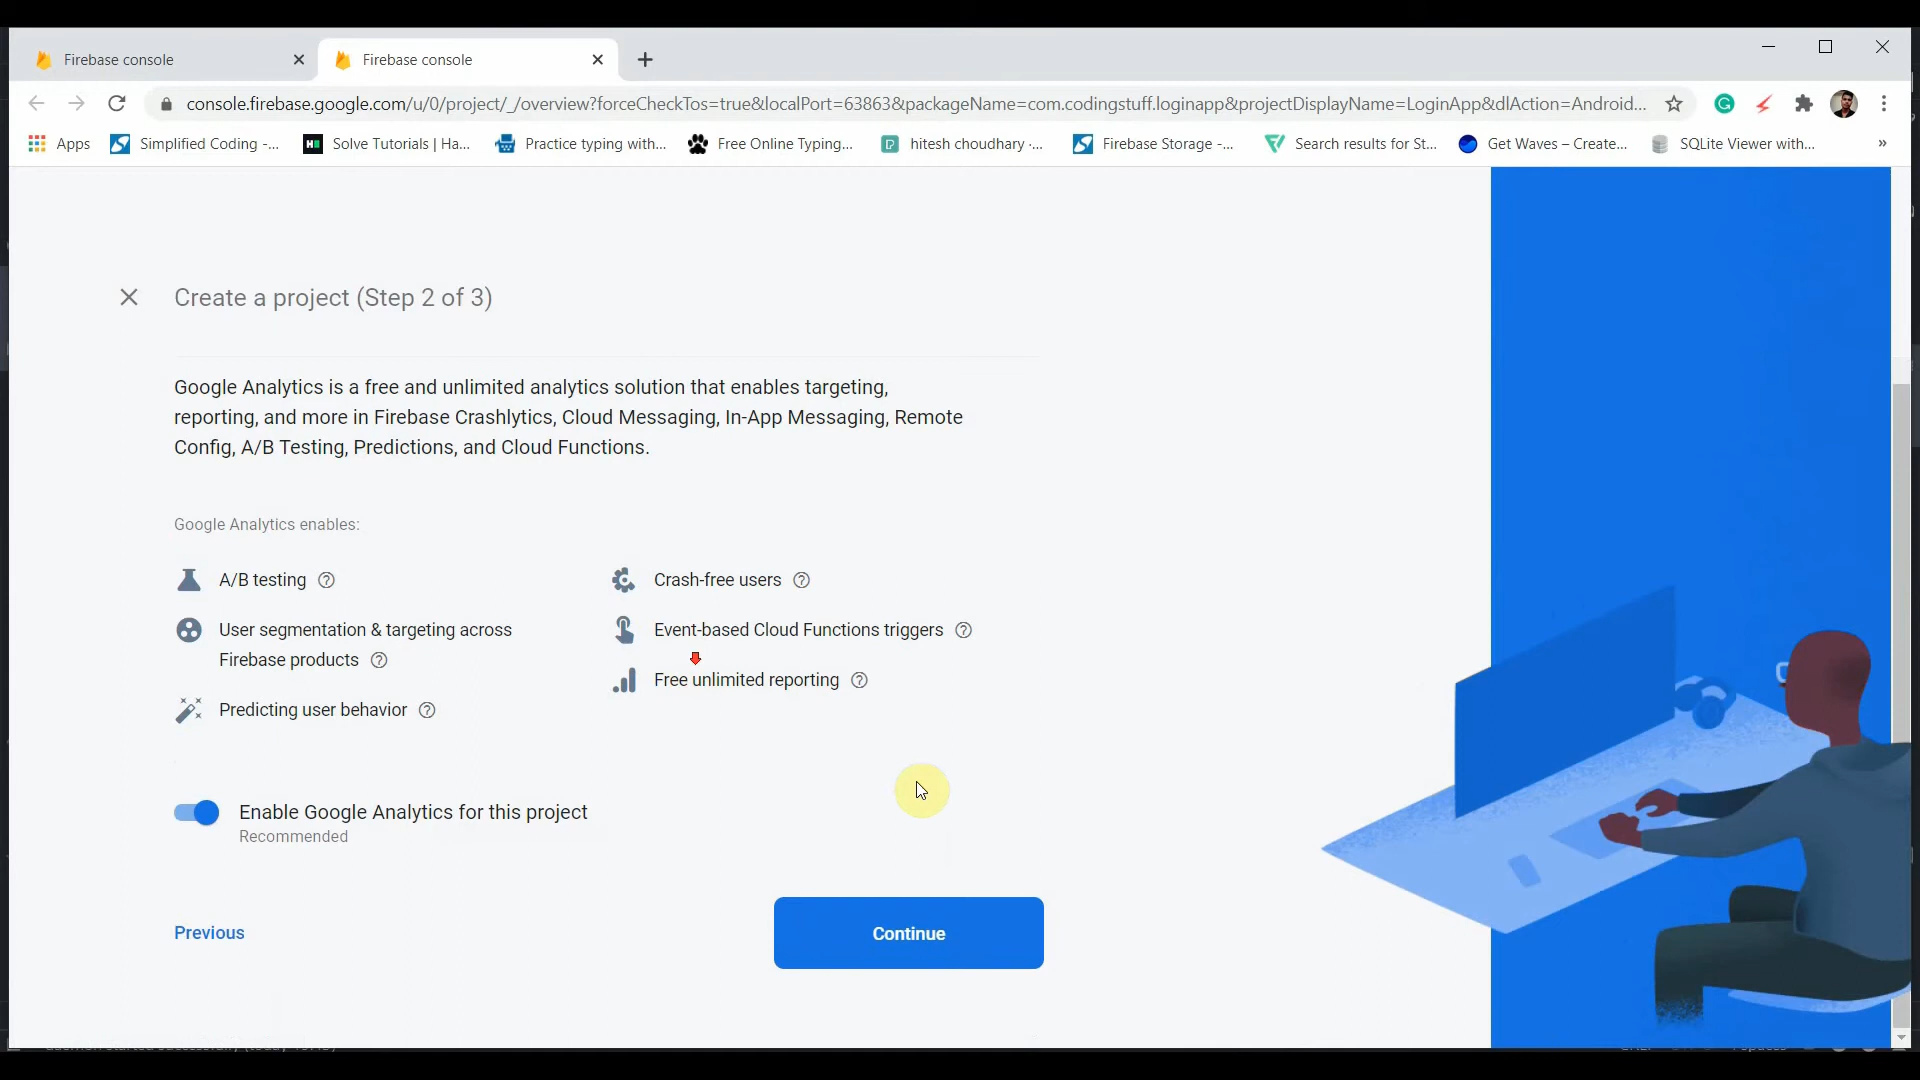 Firebase console
Firebase console
console.firebase.google.com/u/0/project/_/overview?forceCheckTos=true&localPort=63863&packageName=com.codingstuff.loginapp&projectDisplayName=LoginApp&dlAction=Android...
Apps Simplified Coding -... Solve Tutorials | Ha... Practice typing with... Free Online Typing... hitesh choudhary -... Firebase Storage -... Search results for St... Get Waves – Create... SQLite Viewer with... »
Create a project (Step 2 of 3)
Google Analytics is a free and unlimited analytics solution that enables targeting,
reporting, and more in Firebase Crashlytics, Cloud Messaging, In-App Messaging, Remote
Config, A/B Testing, Predictions, and Cloud Functions.
Google Analytics enables:
A/B testing
User segmentation & targeting across
Firebase products
Predicting user behavior
Crash-free users
Event-based Cloud Functions triggers
Free unlimited reporting
Enable Google Analytics for this project
Recommended
Previous
Continue